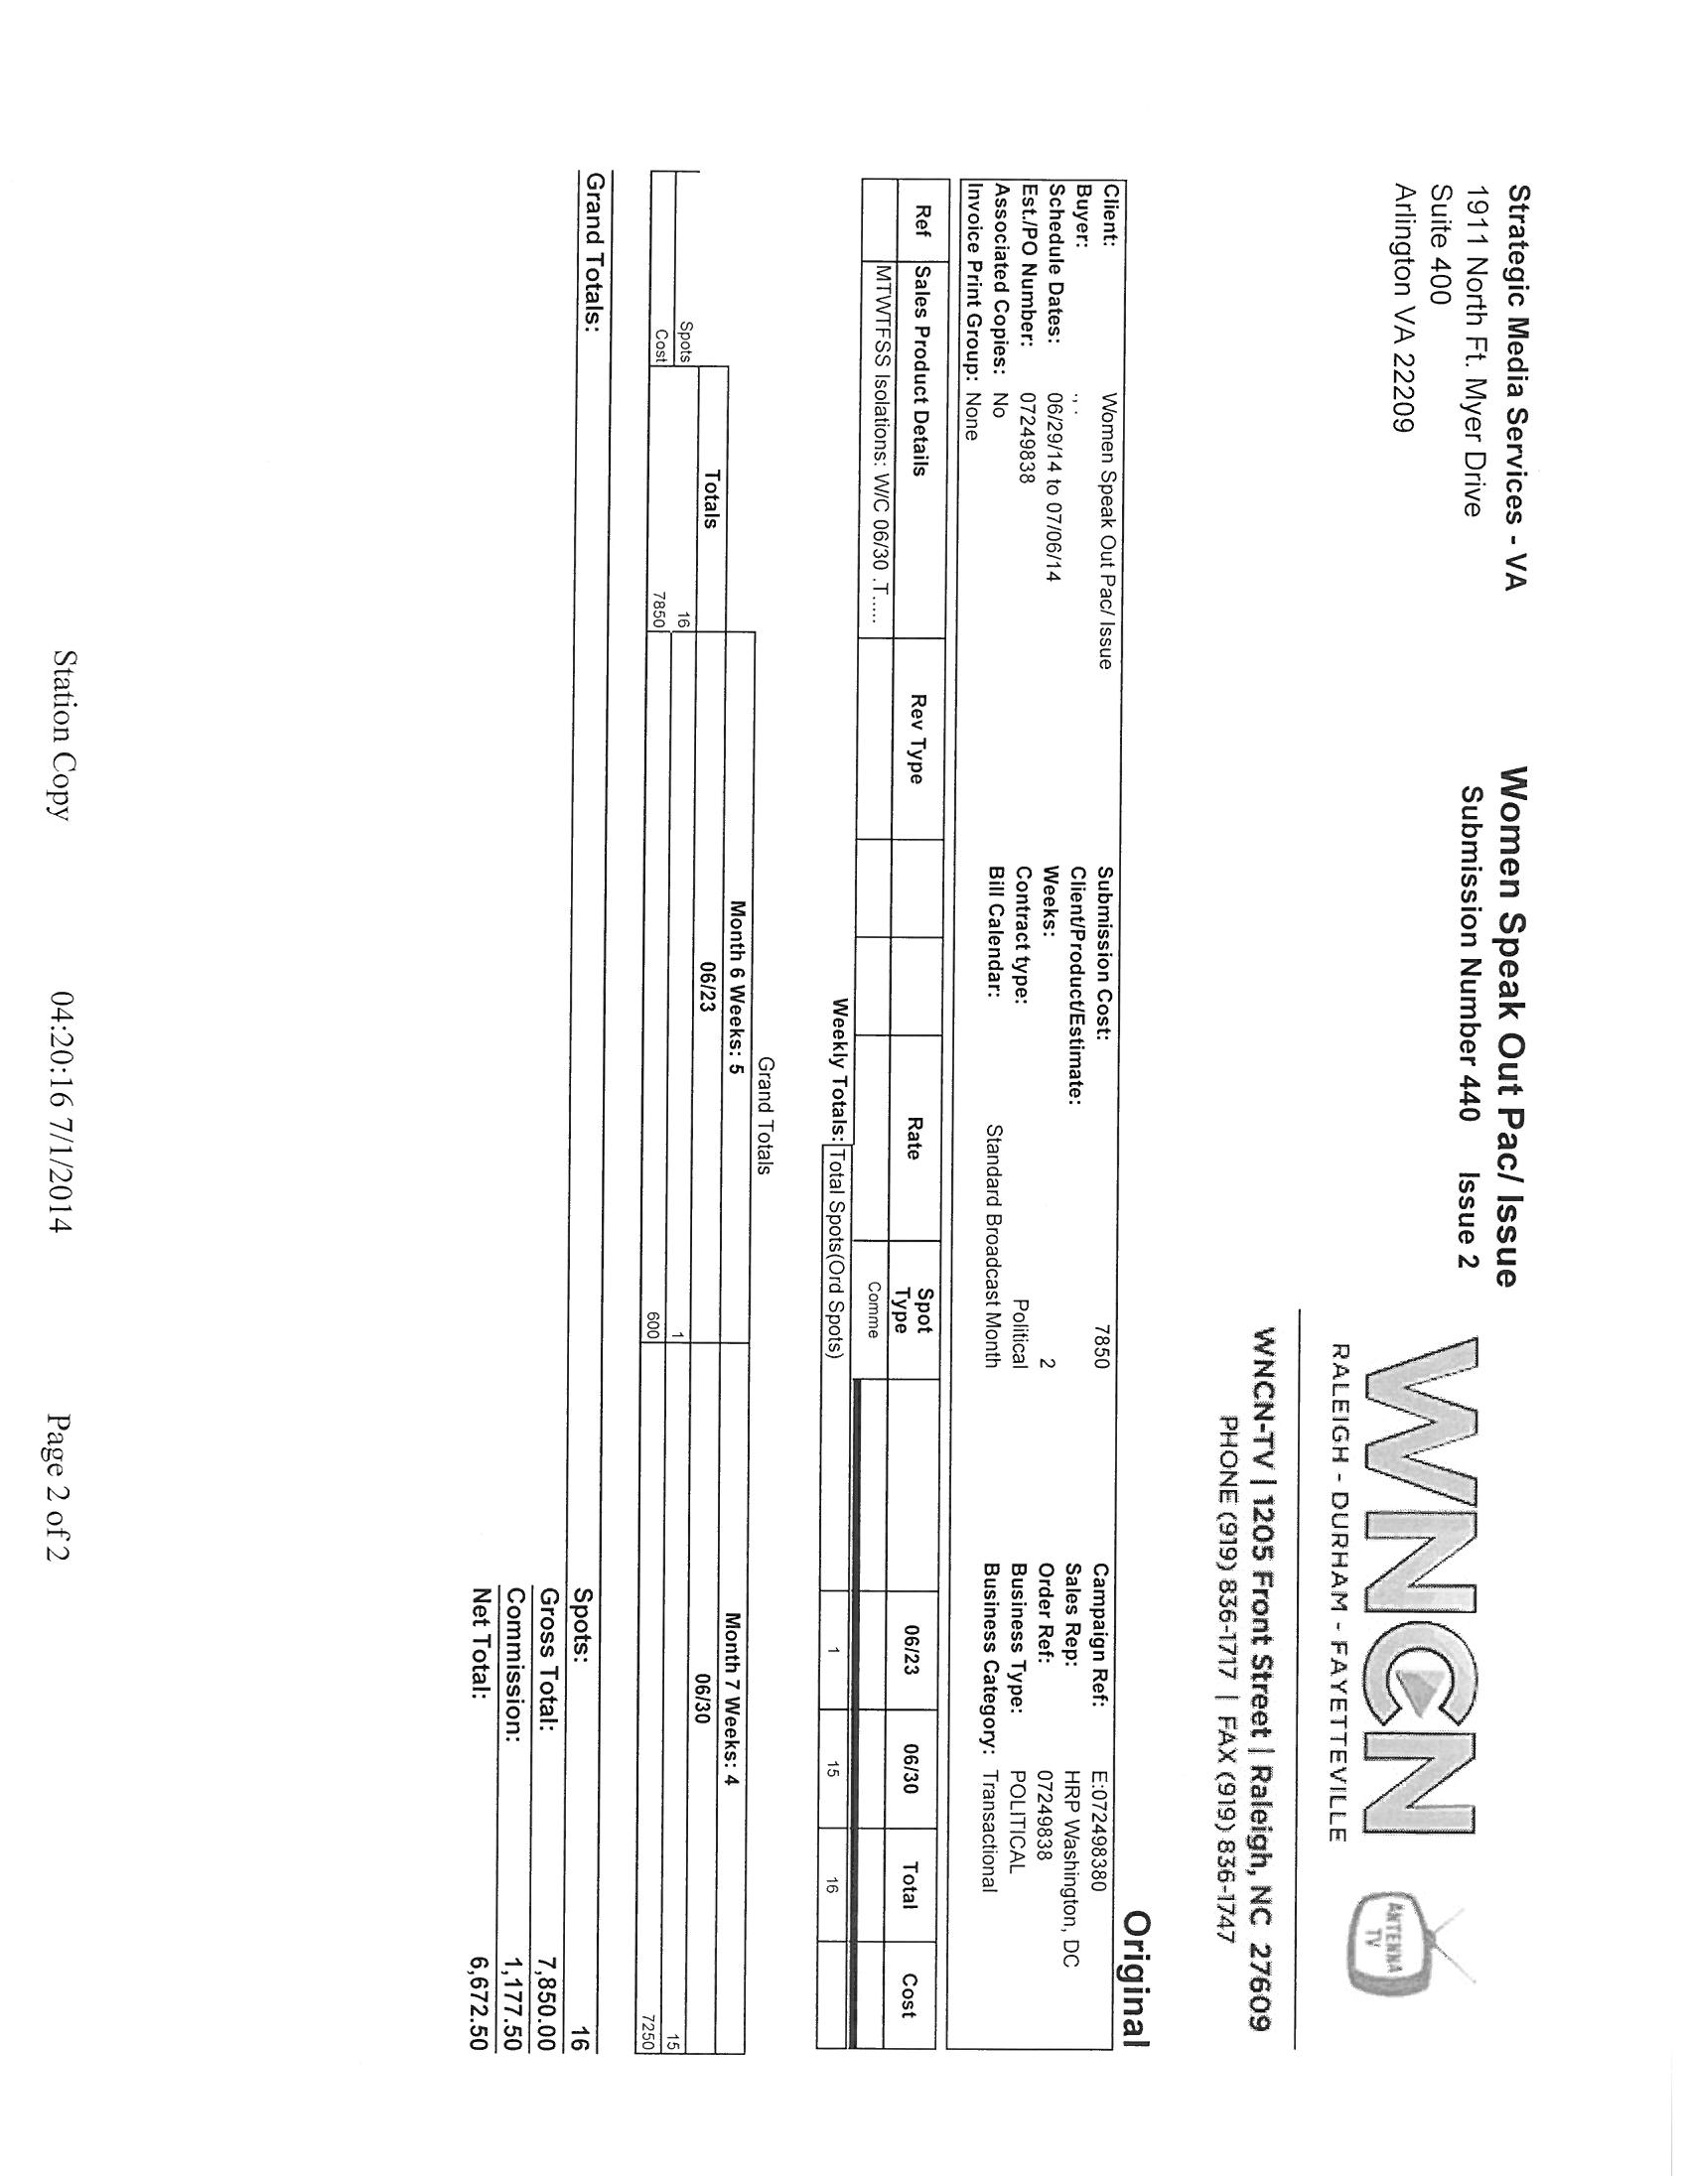 Strategic Media Services - VA
1911 North Ft. Myer Drive
Suite 400
Arlington VA 22209
Women Speak Out Pac/ Issue
Submission Number 440 Issue 2
WNCN
RALEIGH - DURHAM - FAYETTEVILLE
ANTENNA
TV
WNCN-TV | 1205 Front Street | Raleigh, NC 27609
PHONE (919) 836-1717 | FAX (919) 836-1747
Original
Client: Women Speak Out Pac/ Issue Submission Cost: 7850 Campaign Ref: E:07249838O
Buyer: ., . Client/Product/Estimate: Sales Rep: HRP Washington, DC
Schedule Dates: 06/29/14 to 07/06/14 Weeks: 2 Order Ref: 07249838
Est./PO Number: 07249838 Contract type: Political Business Type: POLITICAL
Associated Copies: No Bill Calendar: Standard Broadcast Month Business Category: Transactional
Invoice Print Group: None
Ref Sales Product Details Rev Type Rate Spot Type 06/23 06/30 Total Cost
MTWTFSS Isolations: W/C 06/30 .T..... Comme
Weekly Totals: Total Spots(Ord Spots) 1 15 16
Grand Totals
Month 6 Weeks: 5 Month 7 Weeks: 4
Totals 06/23 06/30
Spots 16 1 15
Cost 7850 600 7250
Grand Totals: Spots: 16
Gross Total: 7,850.00
Commission: 1,177.50
Net Total: 6,672.50
Station Copy 04:20:16 7/1/2014 Page 2 of 2